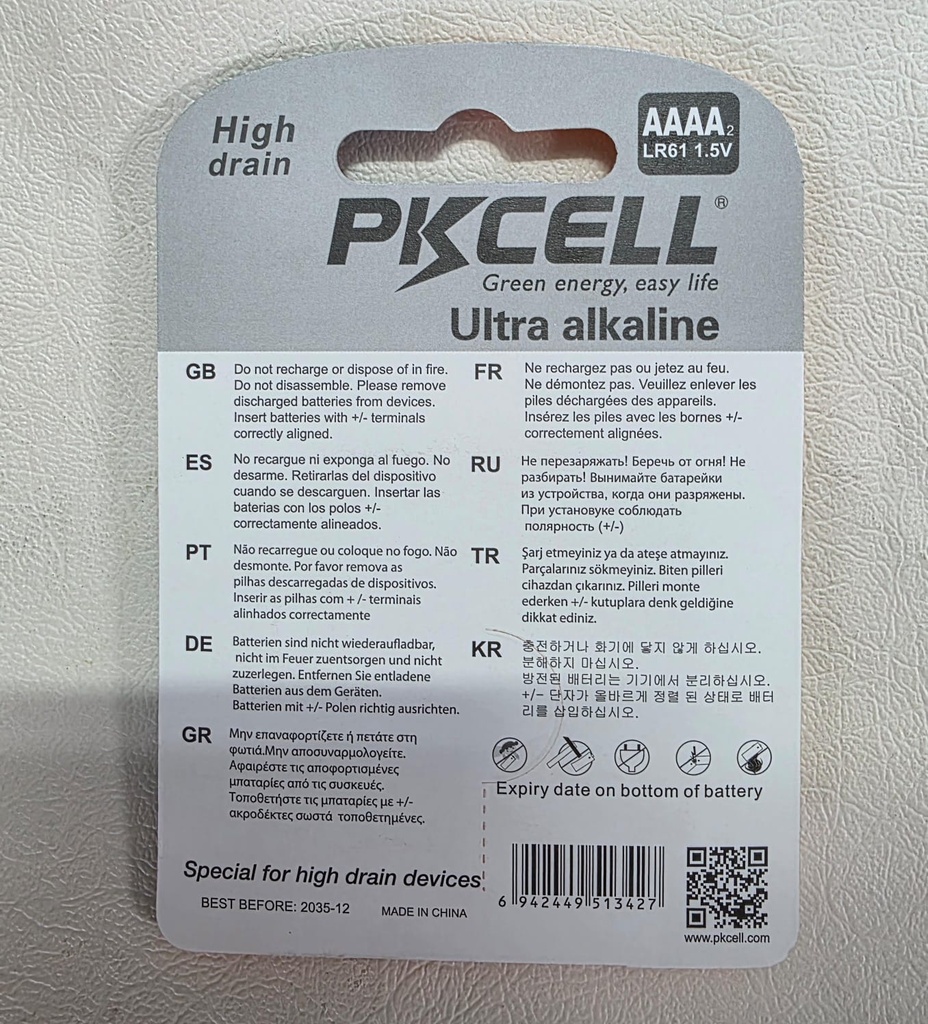 High
drain
AAAA2
LR61 1.5V
PKCELL®
Green energy, easy life
Ultra alkaline
GB
Do not recharge or dispose of in fire.
Do not disassemble. Please remove
discharged batteries from devices.
Insert batteries with +/- terminals
correctly aligned.
FR
Ne rechargez pas ou jetez au feu.
Ne démontez pas. Veuillez enlever les
piles déchargées des appareils.
Insérez les piles avec les bornes +/-
correctement alignées.
ES
No recargue ni exponga al fuego. No
desarme. Retirarlas del dispositivo
cuando se descarguen. Insertar las
baterias con los polos +/-
correctamente alineados.
RU
Не перезаряжать! Беречь от огня! Не
разбирать! Вынимайте батарейки
из устройства, когда они разряжены.
При установуке соблюдать
полярность (+/-)
PT
Não recarregue ou coloque no fogo. Não
desmonte. Por favor remova as
pilhas descarregadas de dispositivos.
Inserir as pilhas com + /- terminais
alinhados correctamente
TR
Şarj etmeyiniz ya da ateşe atmayınız.
Parçalarınız sökmeyiniz. Biten pilleri
cihazdan çıkarınız. Pilleri monte
ederken +/- kutuplara denk geldiğine
dikkat ediniz.
DE
Batterien sind nicht wiederaufladbar,
nicht im Feuer zuentsorgen und nicht
zuzerlegen. Entfernen Sie entladene
Batterien aus dem Geräten.
Batterien mit +/- Polen richtig ausrichten.
KR
충전하거나 화기에 닿지 않게 하십시오.
분해하지 마십시오.
방전된 배터리는 기기에서 분리하십시오.
+/- 단자가 올바르게 정렬 된 상태로 배터
리를 삽입하십시오.
GR
Μην επαναφορτίζετε ή πετάτε στη
φωτιά.Μην αποσυναρμολογείτε.
Αφαιρέστε τις αποφορτισμένες
μπαταρίες από τις συσκευές.
Τοποθετήστε τις μπαταρίες με +/-
ακροδέκτες σωστά τοποθετημένες.
Expiry date on bottom of battery
Special for high drain devices
BEST BEFORE: 2035-12
MADE IN CHINA
6 942449 513427
www.pkcell.com